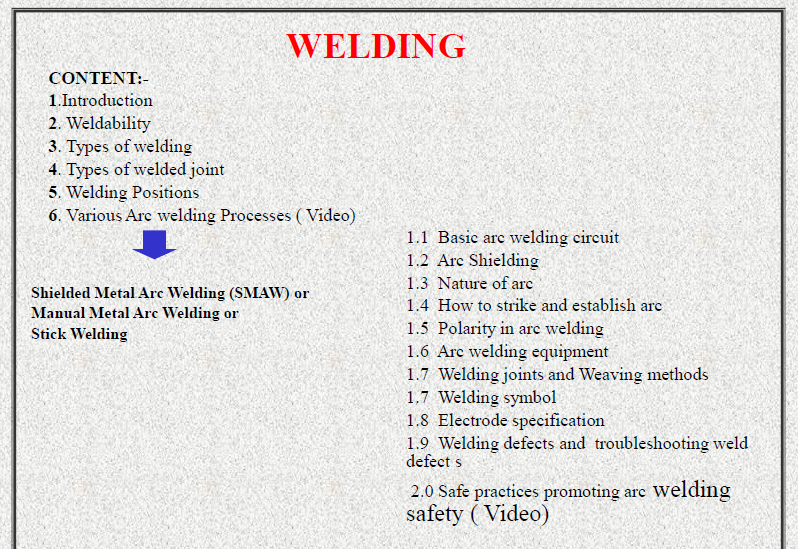 WELDING
CONTENT:-
1.Introduction
2. Weldability
3. Types of welding
4. Types of welded joint
5. Welding Positions
6. Various Arc welding Processes ( Video)
Shielded Metal Arc Welding (SMAW) or
Manual Metal Arc Welding or
Stick Welding
1.1 Basic arc welding circuit
1.2 Arc Shielding
1.3 Nature of arc
1.4 How to strike and establish arc
1.5 Polarity in arc welding
1.6 Arc welding equipment
1.7 Welding joints and Weaving methods
1.7 Welding symbol
1.8 Electrode specification
1.9 Welding defects and troubleshooting weld
defect s
2.0 Safe practices promoting arc welding
safety ( Video)